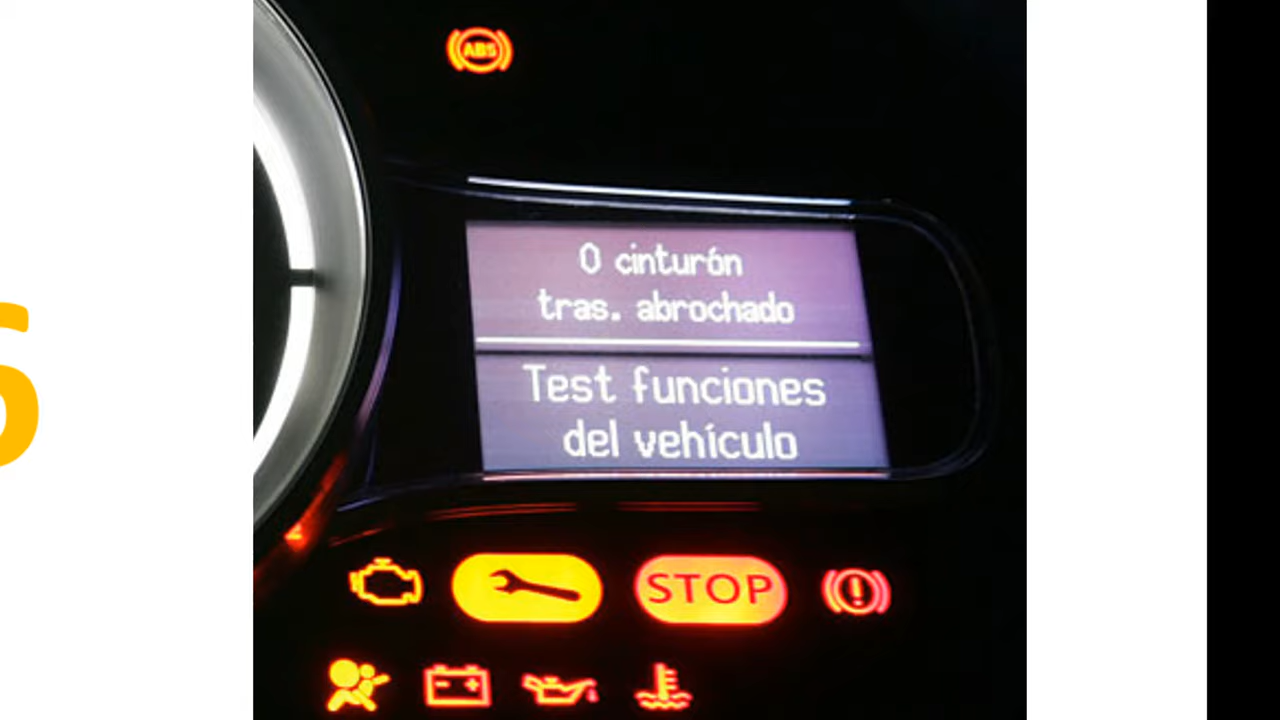 ABS
0 cinturón
tras. abrochado
Test funciones
del vehículo
STOP